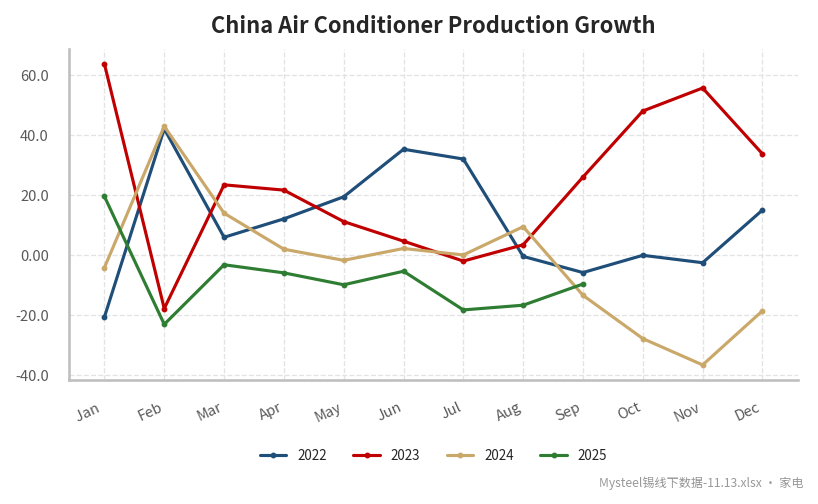 China Air Conditioner Production Growth
60.0
40.0
20.0
0.00
-20.0
-40.0
Jan Feb Mar Apr May Jun Jul Aug Sep Oct Nov Dec
2022 2023 2024 2025
Mysteel锡线下数据-11.13.xlsx • 家电